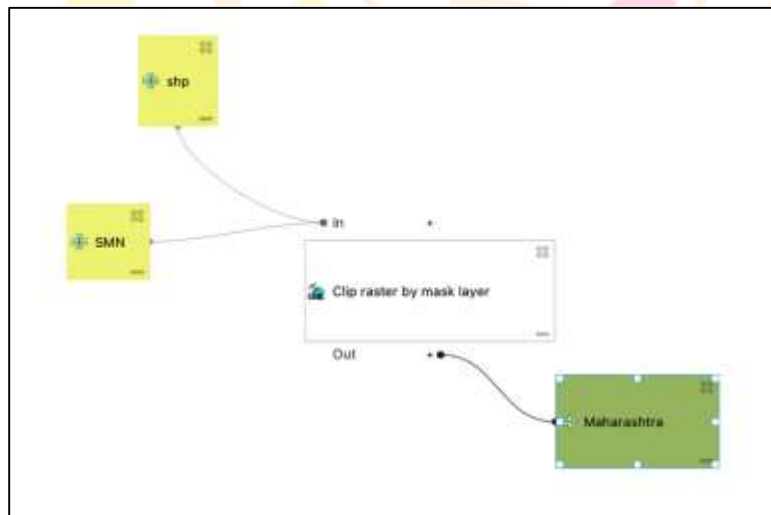 shp
SMN
In
+
Clip raster by mask layer
Out
+
Maharashtra